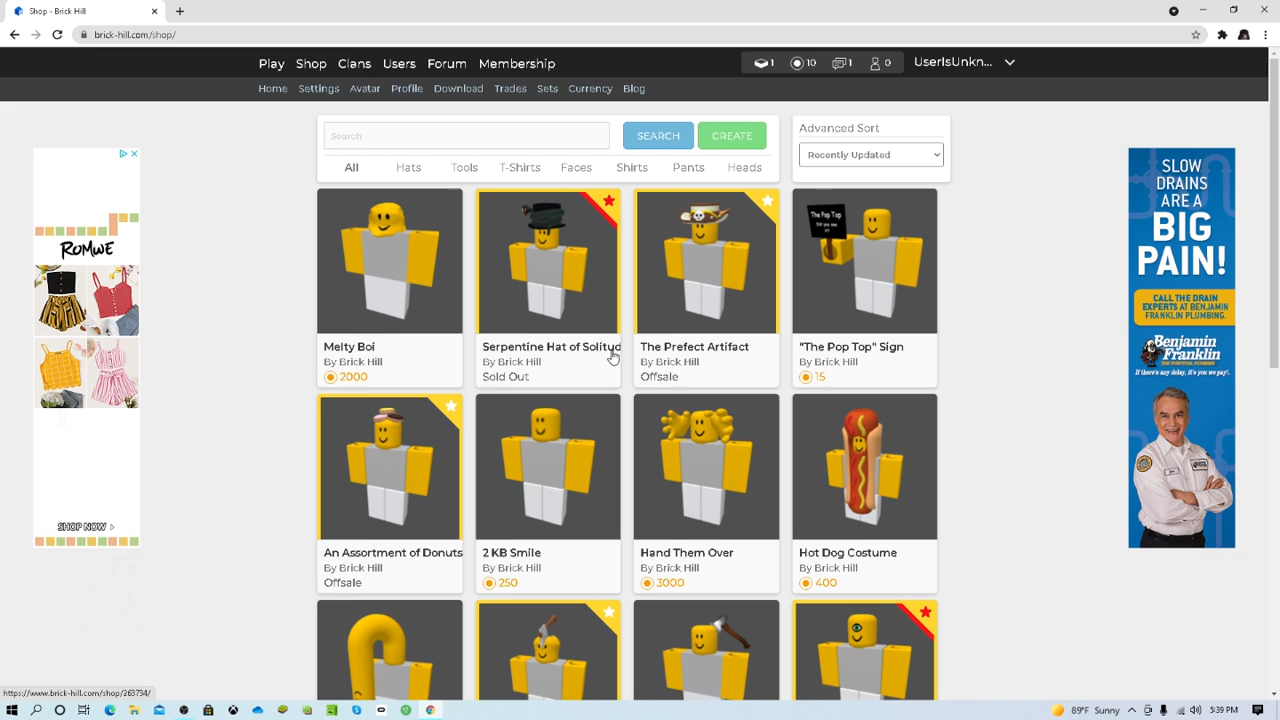 Shop - Brick Hill
brick-hill.com/shop/
Play Shop Clans Users Forum Membership
1 10 1 0 UserIsUnkn...
Home Settings Avatar Profile Download Trades Sets Currency Blog
Search SEARCH CREATE
Advanced Sort
Recently Updated
All Hats Tools T-Shirts Faces Shirts Pants Heads
ROMWE
SHOP NOW >
SLOW
DRAINS
ARE A
BIG
PAIN!
CALL THE DRAIN
EXPERTS AT BENJAMIN
FRANKLIN PLUMBING.
Benjamin
Franklin
THE PUNCTUAL PLUMBER
If there's any delay, it's you we pay!
The Pop Top
Melty Boi
By Brick Hill
2000
Serpentine Hat of Solitud
By Brick Hill
Sold Out
The Prefect Artifact
By Brick Hill
Offsale
"The Pop Top" Sign
By Brick Hill
15
An Assortment of Donuts
By Brick Hill
Offsale
2 KB Smile
By Brick Hill
250
Hand Them Over
By Brick Hill
3000
Hot Dog Costume
By Brick Hill
400
https://www.brick-hill.com/shop/263734/
89°F Sunny 5:39 PM